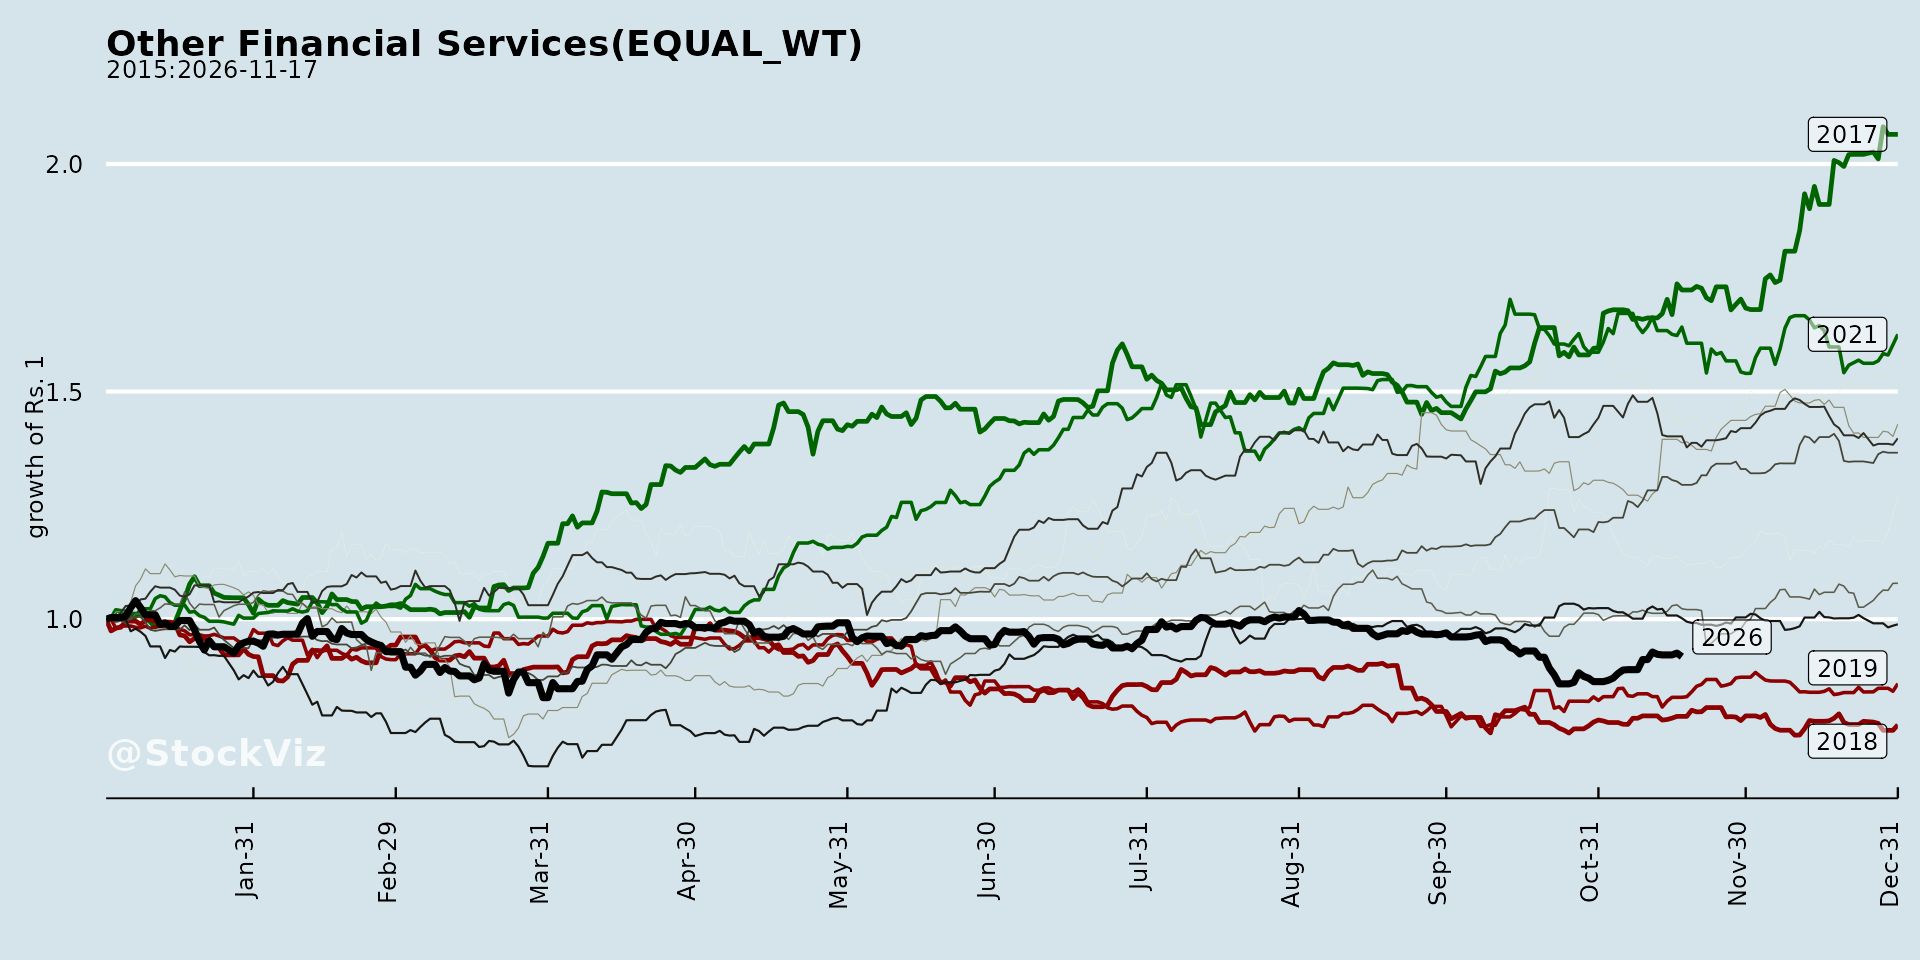 Other Financial Services(EQUAL_WT)
2015:2026-11-17
growth of Rs. 1
2.0
1.5
1.0
2017
2021
2026
2019
2018
@StockViz
Jan-31
Feb-29
Mar-31
Apr-30
May-31
Jun-30
Jul-31
Aug-31
Sep-30
Oct-31
Nov-30
Dec-31